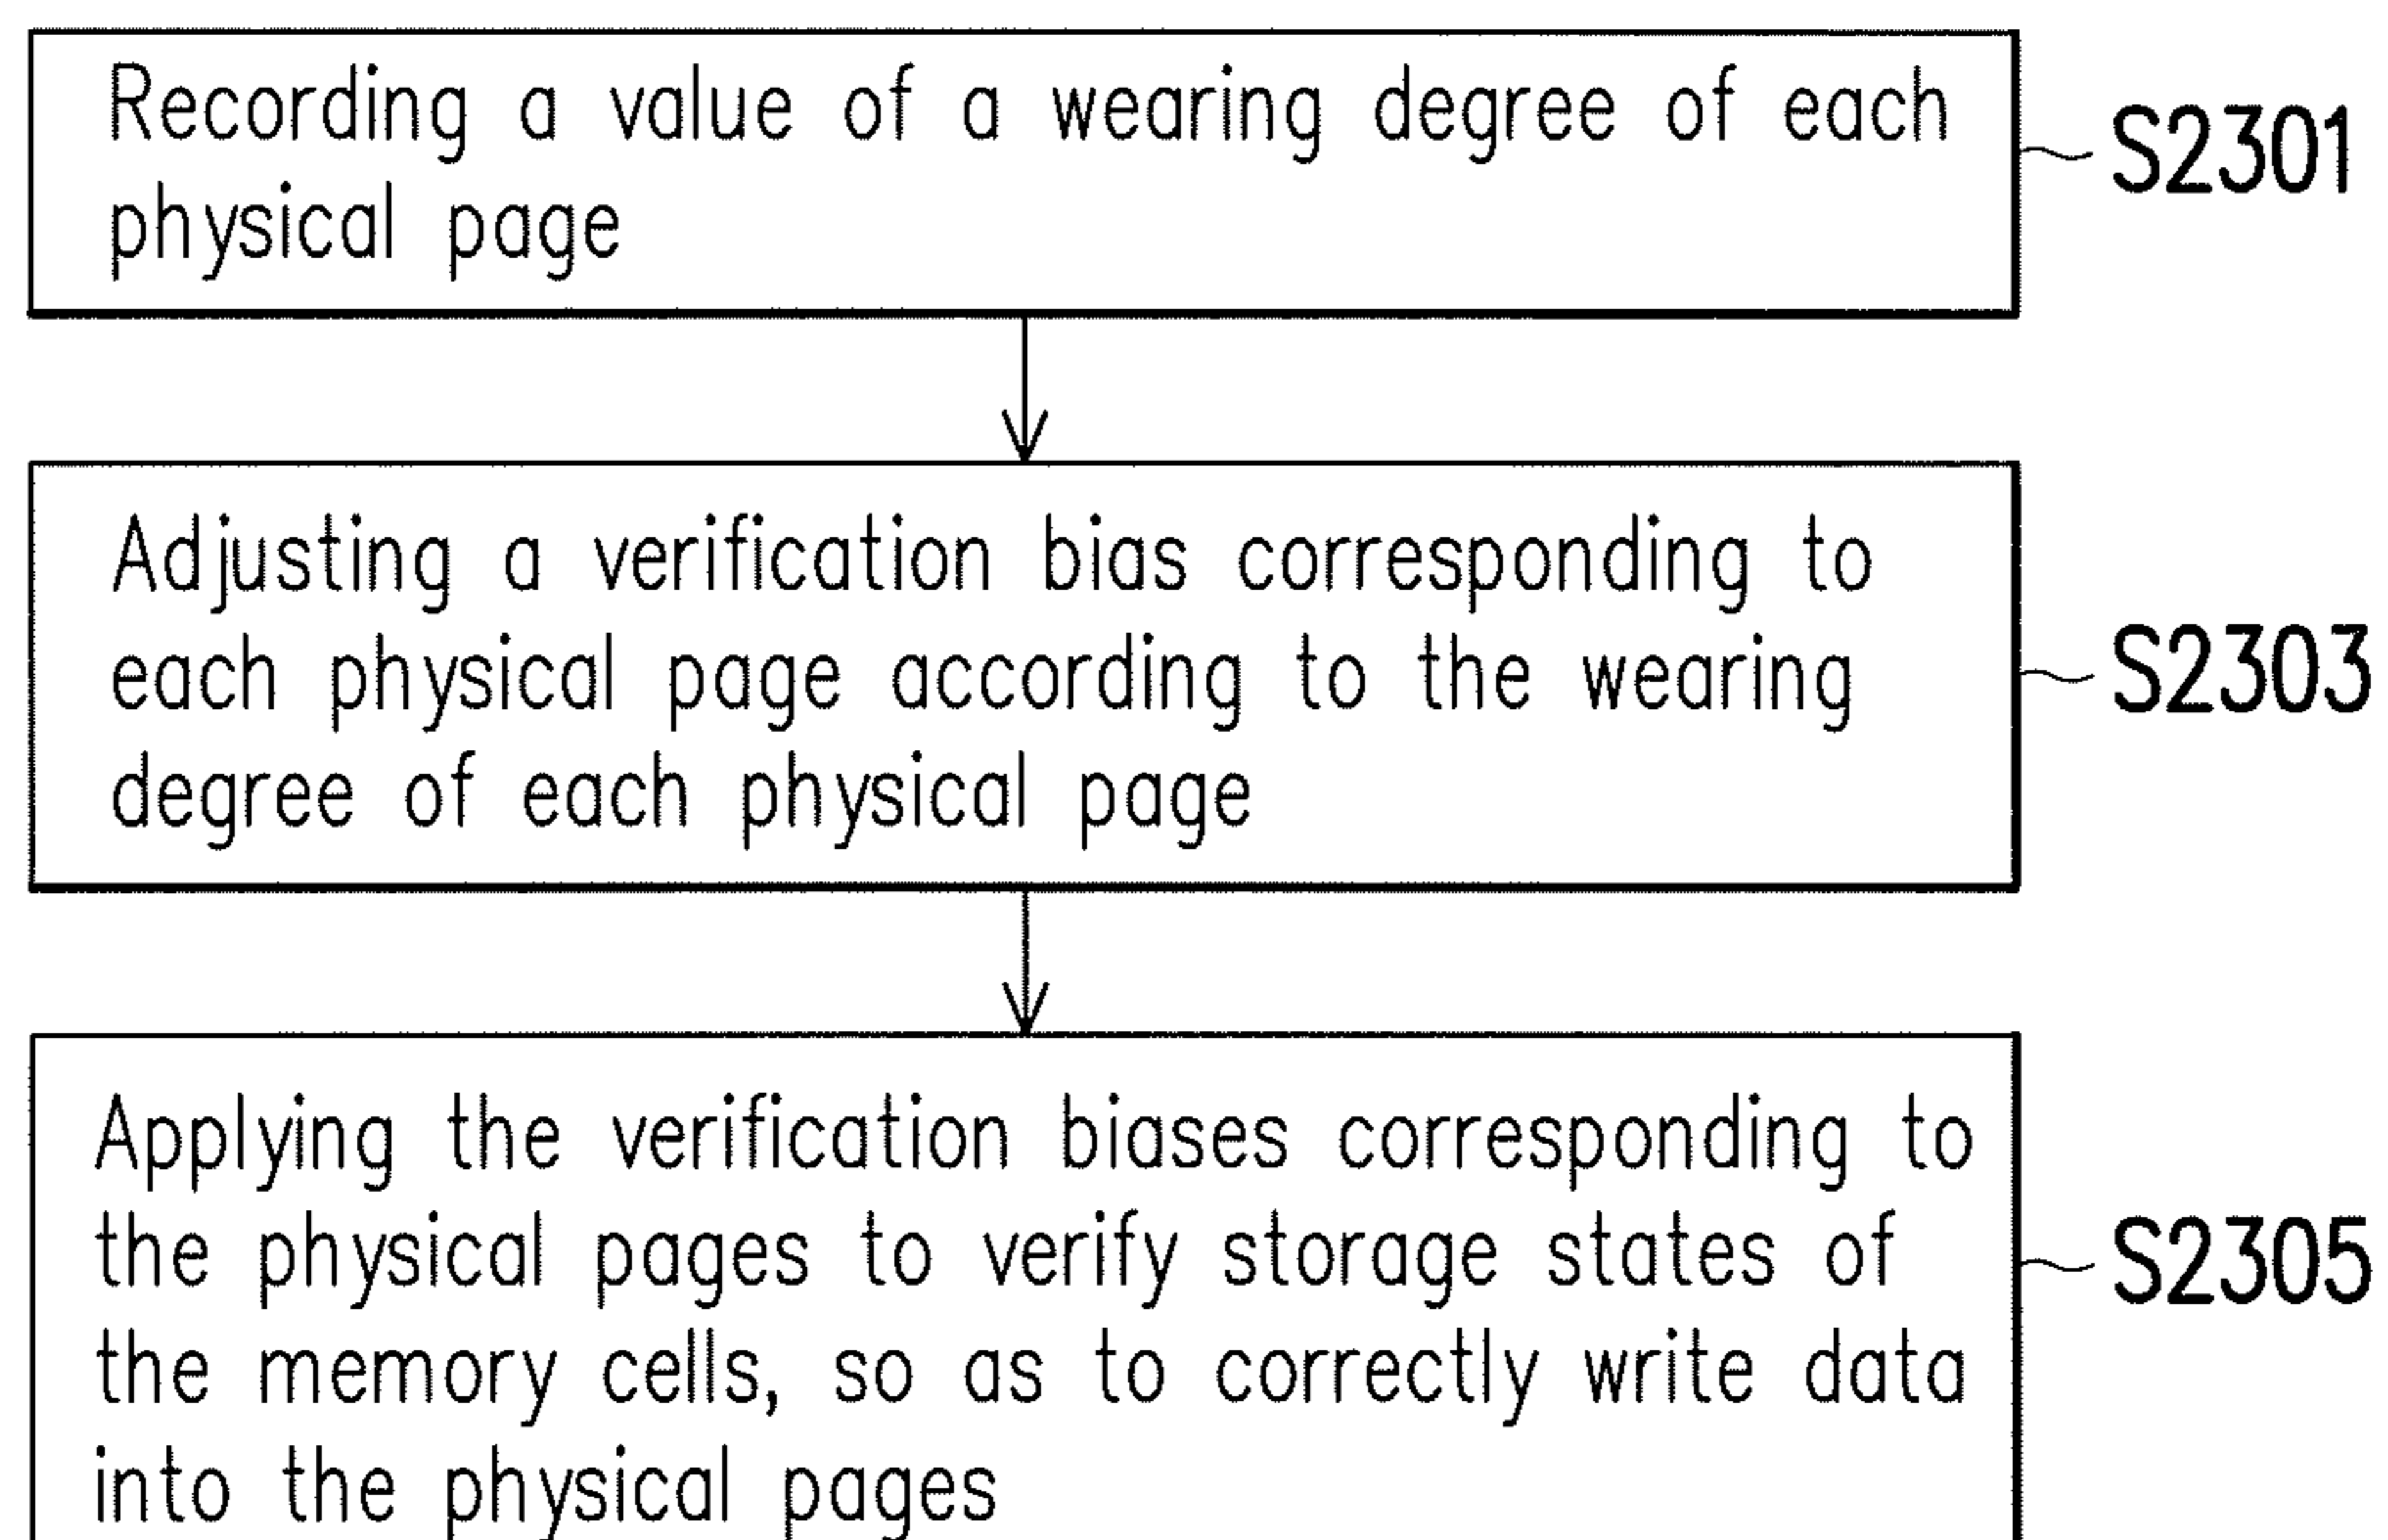 Recording a value of a wearing degree of each
physical page
S2301
Adjusting a verification bias corresponding to
each physical page according to the wearing
degree of each physical page
S2303
Applying the verification biases corresponding to
the physical pages to verify storage states of
the memory cells, so as to correctly write data
into the physical pages
S2305